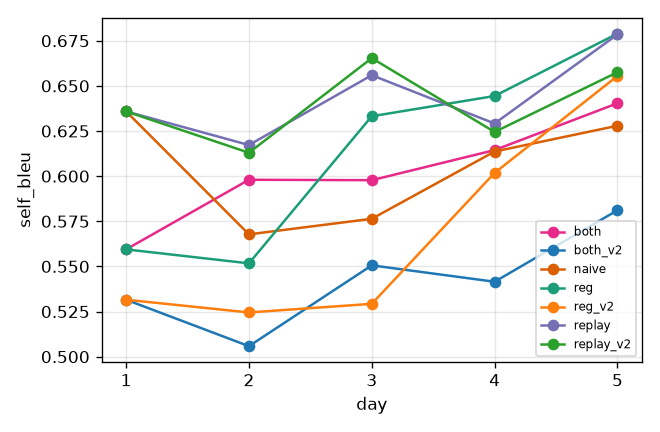 0.675
0.650
0.625
0.600
0.575
0.550
0.525
0.500
self_bleu
1 2 3 4 5
day
both
both_v2
naive
reg
reg_v2
replay
replay_v2